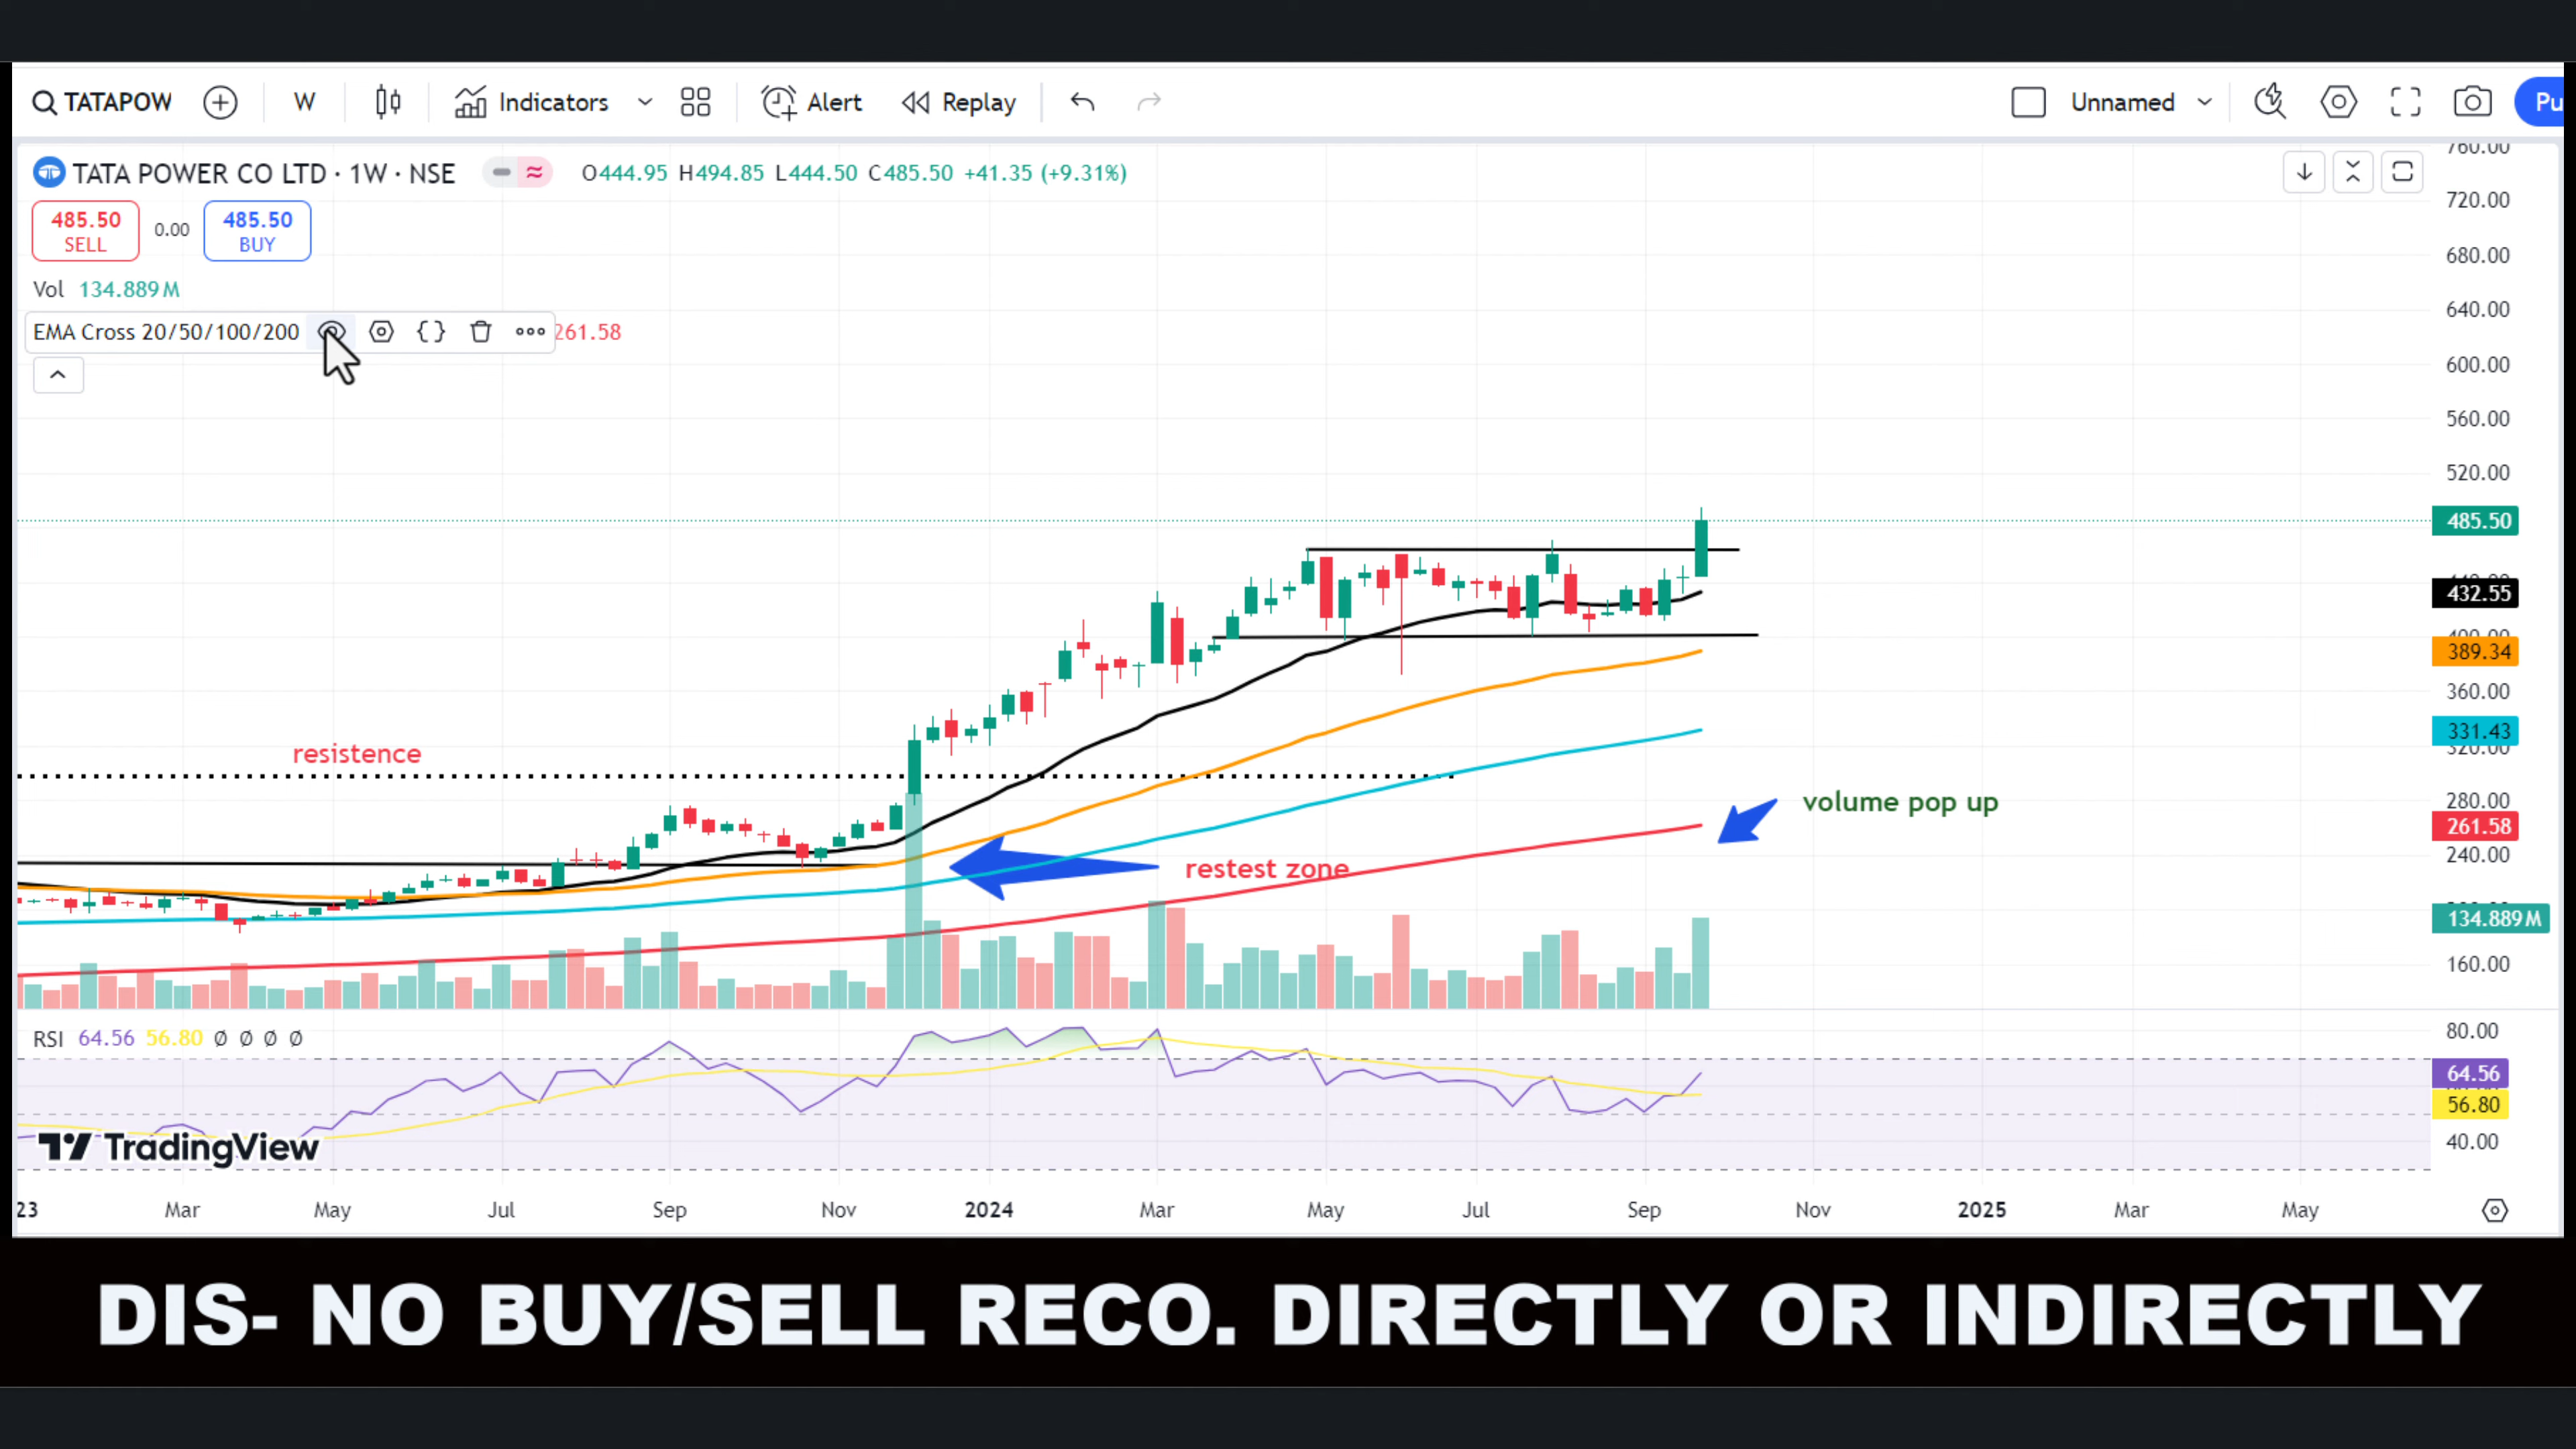 TATAPOW W Indicators Alert Replay Unnamed Pu
TATA POWER CO LTD · 1W · NSE O444.95 H494.85 L444.50 C485.50 +41.35 (+9.31%)
485.50 0.00 485.50
SELL BUY
Vol 134.889M
EMA Cross 20/50/100/200 261.58
760.00
720.00
680.00
640.00
600.00
560.00
520.00
485.50
432.55
389.34
360.00
331.43
320.00
280.00
261.58
240.00
134.889M
160.00
resistence
volume pop up
restest zone
RSI 64.56 56.80 Ø Ø Ø Ø
80.00
64.56
56.80
40.00
TradingView
23 Mar May Jul Sep Nov 2024 Mar May Jul Sep Nov 2025 Mar May
DIS- NO BUY/SELL RECO. DIRECTLY OR INDIRECTLY